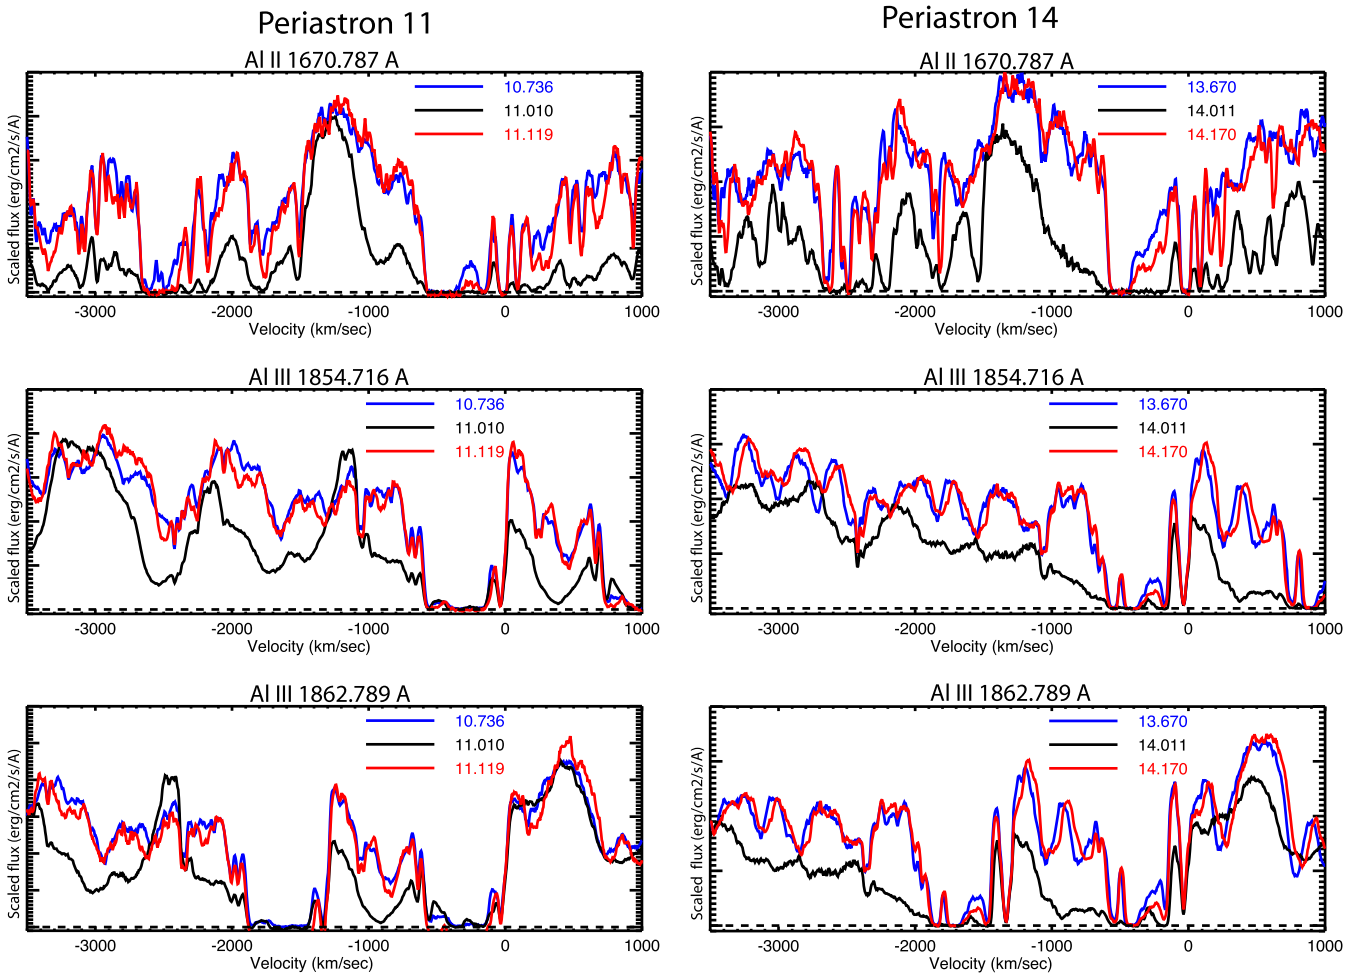 Periastron 11
Periastron 14
Al II 1670.787 A
10.736
11.010
11.119
Scaled flux (erg/cm2/s/A)
-3000 -2000 -1000 0 1000
Velocity (km/sec)
Al II 1670.787 A
13.670
14.011
14.170
Scaled flux (erg/cm2/s/A)
-3000 -2000 -1000 0 1000
Velocity (km/sec)
Al III 1854.716 A
10.736
11.010
11.119
Scaled flux (erg/cm2/s/A)
-3000 -2000 -1000 0 1000
Velocity (km/sec)
Al III 1854.716 A
13.670
14.011
14.170
Scaled flux (erg/cm2/s/A)
-3000 -2000 -1000 0 1000
Velocity (km/sec)
Al III 1862.789 A
10.736
11.010
11.119
Scaled flux (erg/cm2/s/A)
-3000 -2000 -1000 0 1000
Velocity (km/sec)
Al III 1862.789 A
13.670
14.011
14.170
Scaled flux (erg/cm2/s/A)
-3000 -2000 -1000 0 1000
Velocity (km/sec)